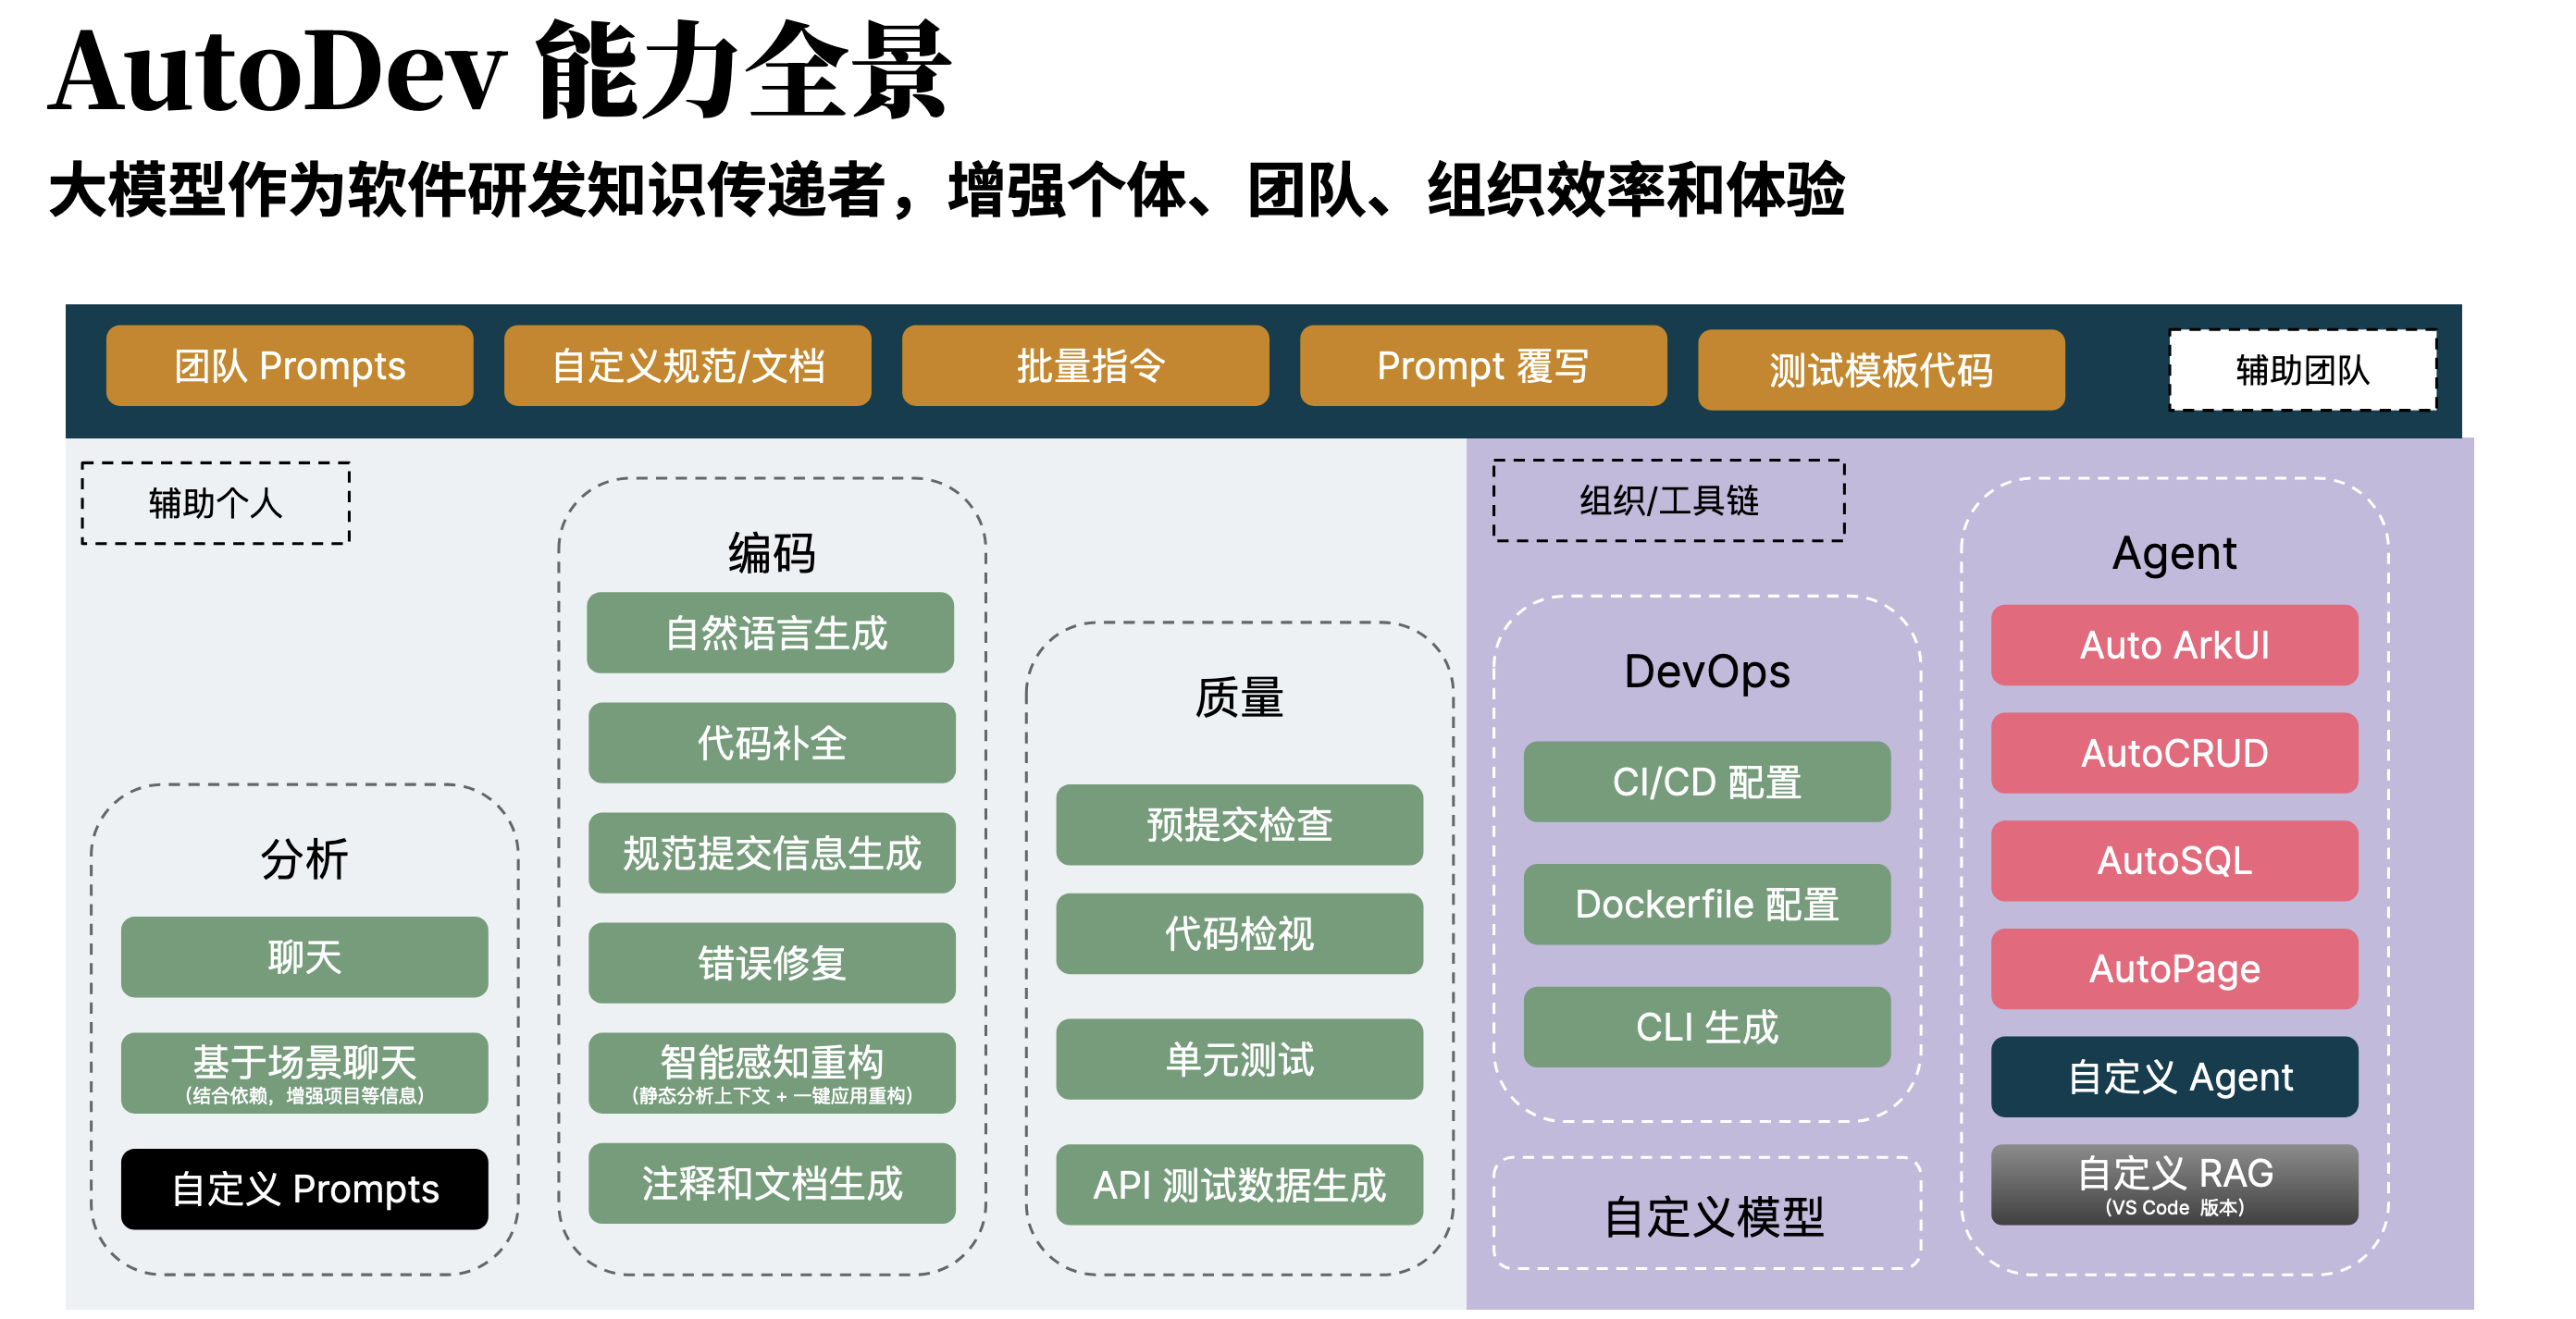 AutoDev 能力全景
大模型作为软件研发知识传递者，增强个体、团队、组织效率和体验
团队 Prompts
自定义规范/文档
批量指令
Prompt 覆写
测试模板代码
辅助团队
辅助个人
分析
聊天
基于场景聊天
（结合依赖，增强项目等信息）
自定义 Prompts
编码
自然语言生成
代码补全
规范提交信息生成
错误修复
智能感知重构
（静态分析上下文 + 一键应用重构）
注释和文档生成
质量
预提交检查
代码检视
单元测试
API 测试数据生成
组织/工具链
DevOps
CI/CD 配置
Dockerfile 配置
CLI 生成
自定义模型
Agent
Auto ArkUI
AutoCRUD
AutoSQL
AutoPage
自定义 Agent
自定义 RAG
（VS Code 版本）